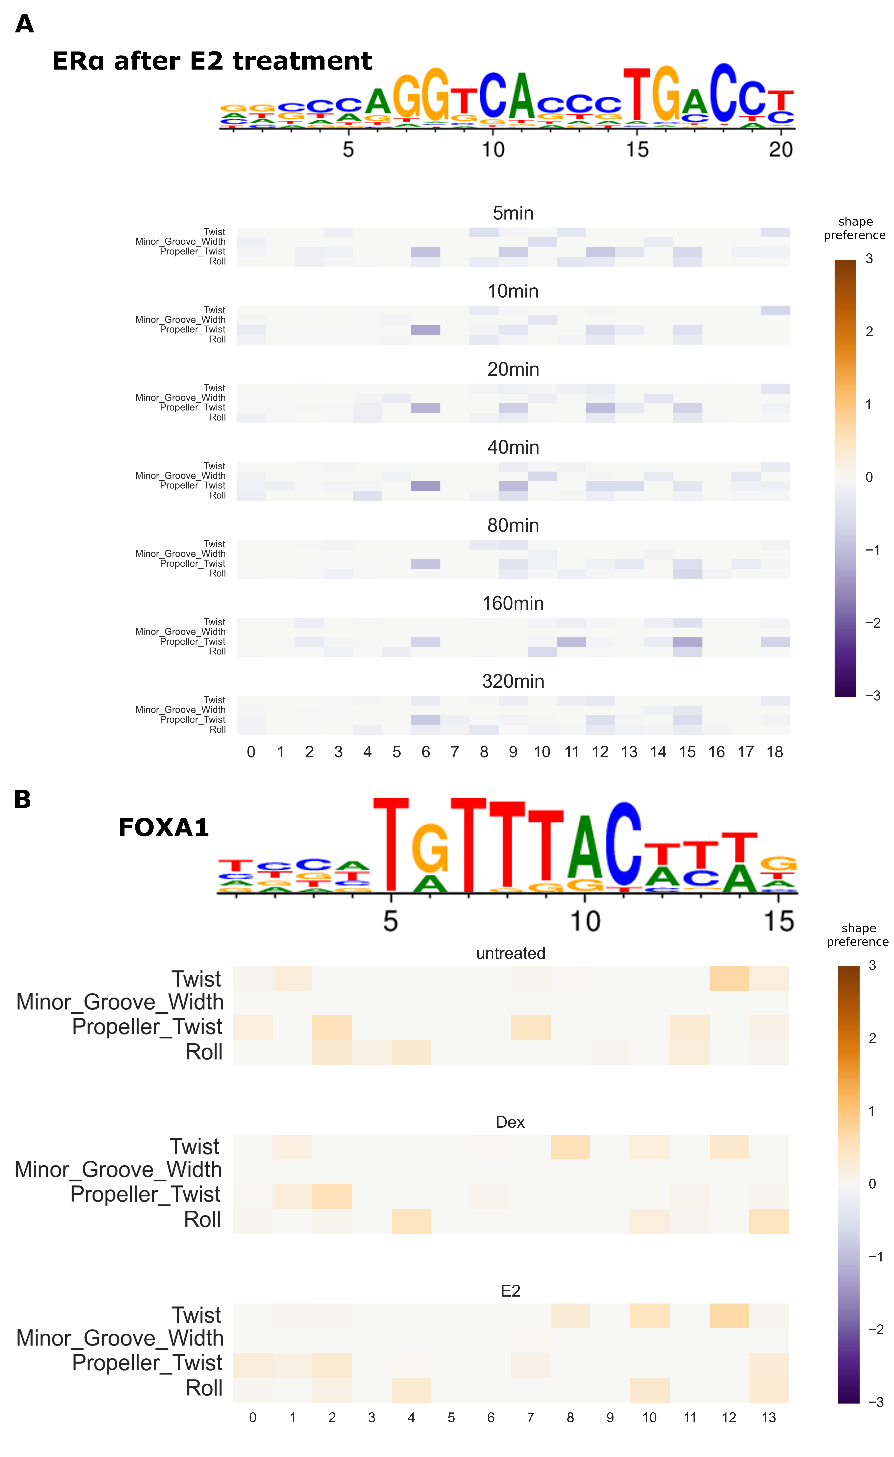 A
ERα after E2 treatment
GGCCCAGGTCACCCTGACCT
5 10 15 20
shape
preference
5min
Twist
Minor_Groove_Width
Propeller_Twist
Roll
10min
Twist
Minor_Groove_Width
Propeller_Twist
Roll
20min
Twist
Minor_Groove_Width
Propeller_Twist
Roll
40min
Twist
Minor_Groove_Width
Propeller_Twist
Roll
80min
Twist
Minor_Groove_Width
Propeller_Twist
Roll
160min
Twist
Minor_Groove_Width
Propeller_Twist
Roll
320min
Twist
Minor_Groove_Width
Propeller_Twist
Roll
0 1 2 3 4 5 6 7 8 9 10 11 12 13 14 15 16 17 18
3
2
1
0
−1
−2
−3
B
FOXA1
TCCATGTTTACTTTG
5 10 15
shape
preference
untreated
Twist
Minor_Groove_Width
Propeller_Twist
Roll
Dex
Twist
Minor_Groove_Width
Propeller_Twist
Roll
E2
Twist
Minor_Groove_Width
Propeller_Twist
Roll
0 1 2 3 4 5 6 7 8 9 10 11 12 13
3
2
1
0
−1
−2
−3